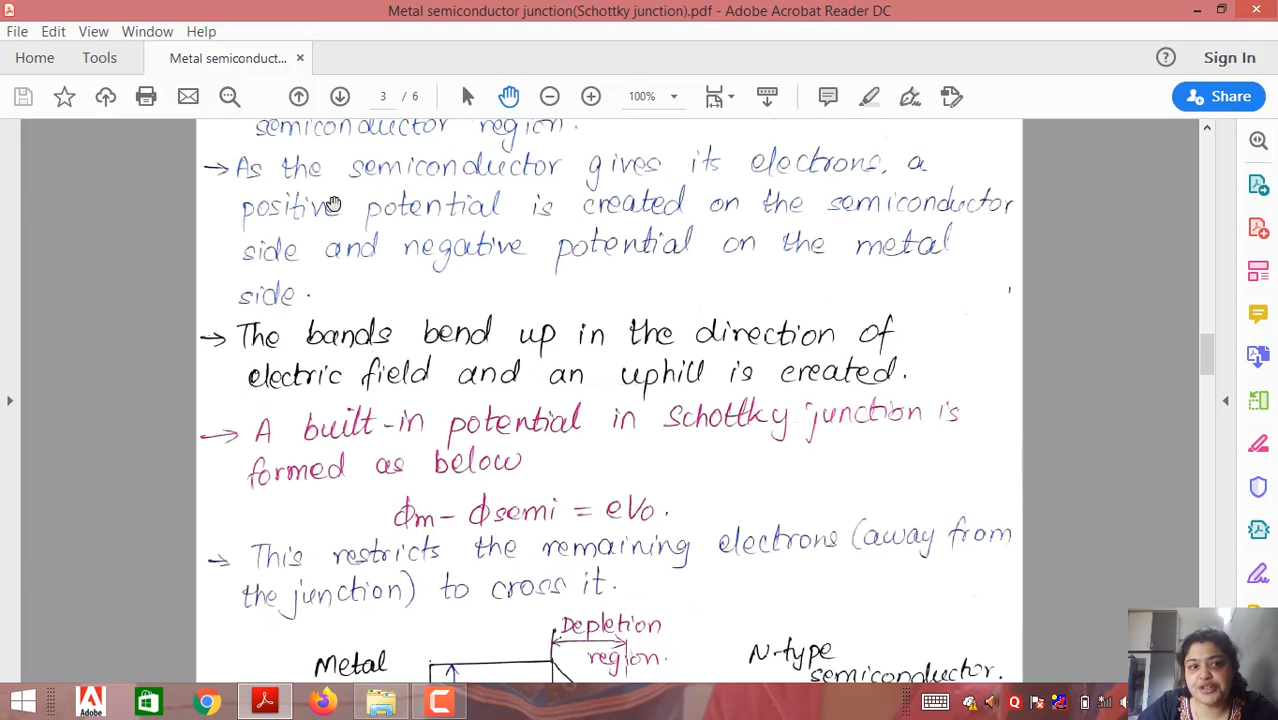 Metal semiconductor junction(Schottky junction).pdf - Adobe Acrobat Reader DC
File Edit View Window Help
Home Tools Metal semiconduct... Sign In
3 / 6 100% Share
semiconductor region.
→ As the semiconductor gives its electrons, a
positive potential is created on the semiconductor
side and negative potential on the metal
side.
→ The bands bend up in the direction of
electric field and an uphill is created.
→ A built-in potential in Schottky junction is
formed as below
ϕm - ϕsemi = eVo.
→ This restricts the remaining electrons (away from
the junction) to cross it.
Depletion
region.
Metal
N-type
semiconductor.
Adobe